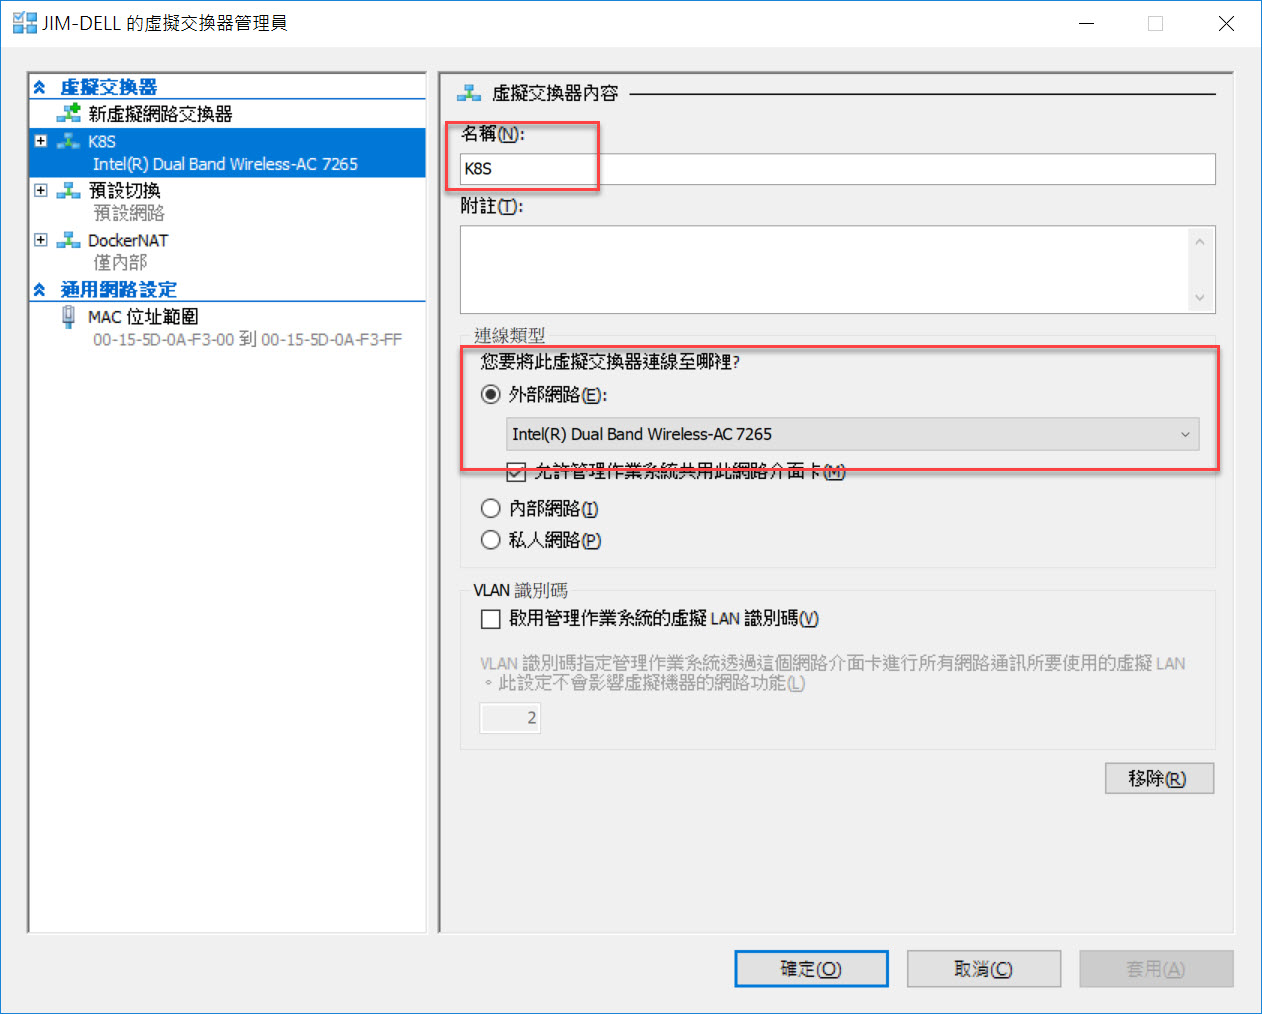 JIM-DELL 的虛擬交換器管理員
虛擬交換器
新虛擬網路交換器
K8S
Intel(R) Dual Band Wireless-AC 7265
預設切換
預設網路
DockerNAT
僅內部
通用網路設定
MAC 位址範圍
00-15-5D-0A-F3-00 到 00-15-5D-0A-F3-FF
虛擬交換器內容
名稱(N):
K8S
附註(T):
連線類型
您要將此虛擬交換器連線至哪裡?
外部網路(E):
Intel(R) Dual Band Wireless-AC 7265
允許管理作業系統共用此網路介面卡(M)
內部網路(I)
私人網路(P)
VLAN 識別碼
啟用管理作業系統的虛擬 LAN 識別碼(V)
VLAN 識別碼指定管理作業系統透過這個網路介面卡進行所有網路通訊所要使用的虛擬 LAN
。此設定不會影響虛擬機器的網路功能(L)
2
移除(R)
確定(O)
取消(C)
套用(A)